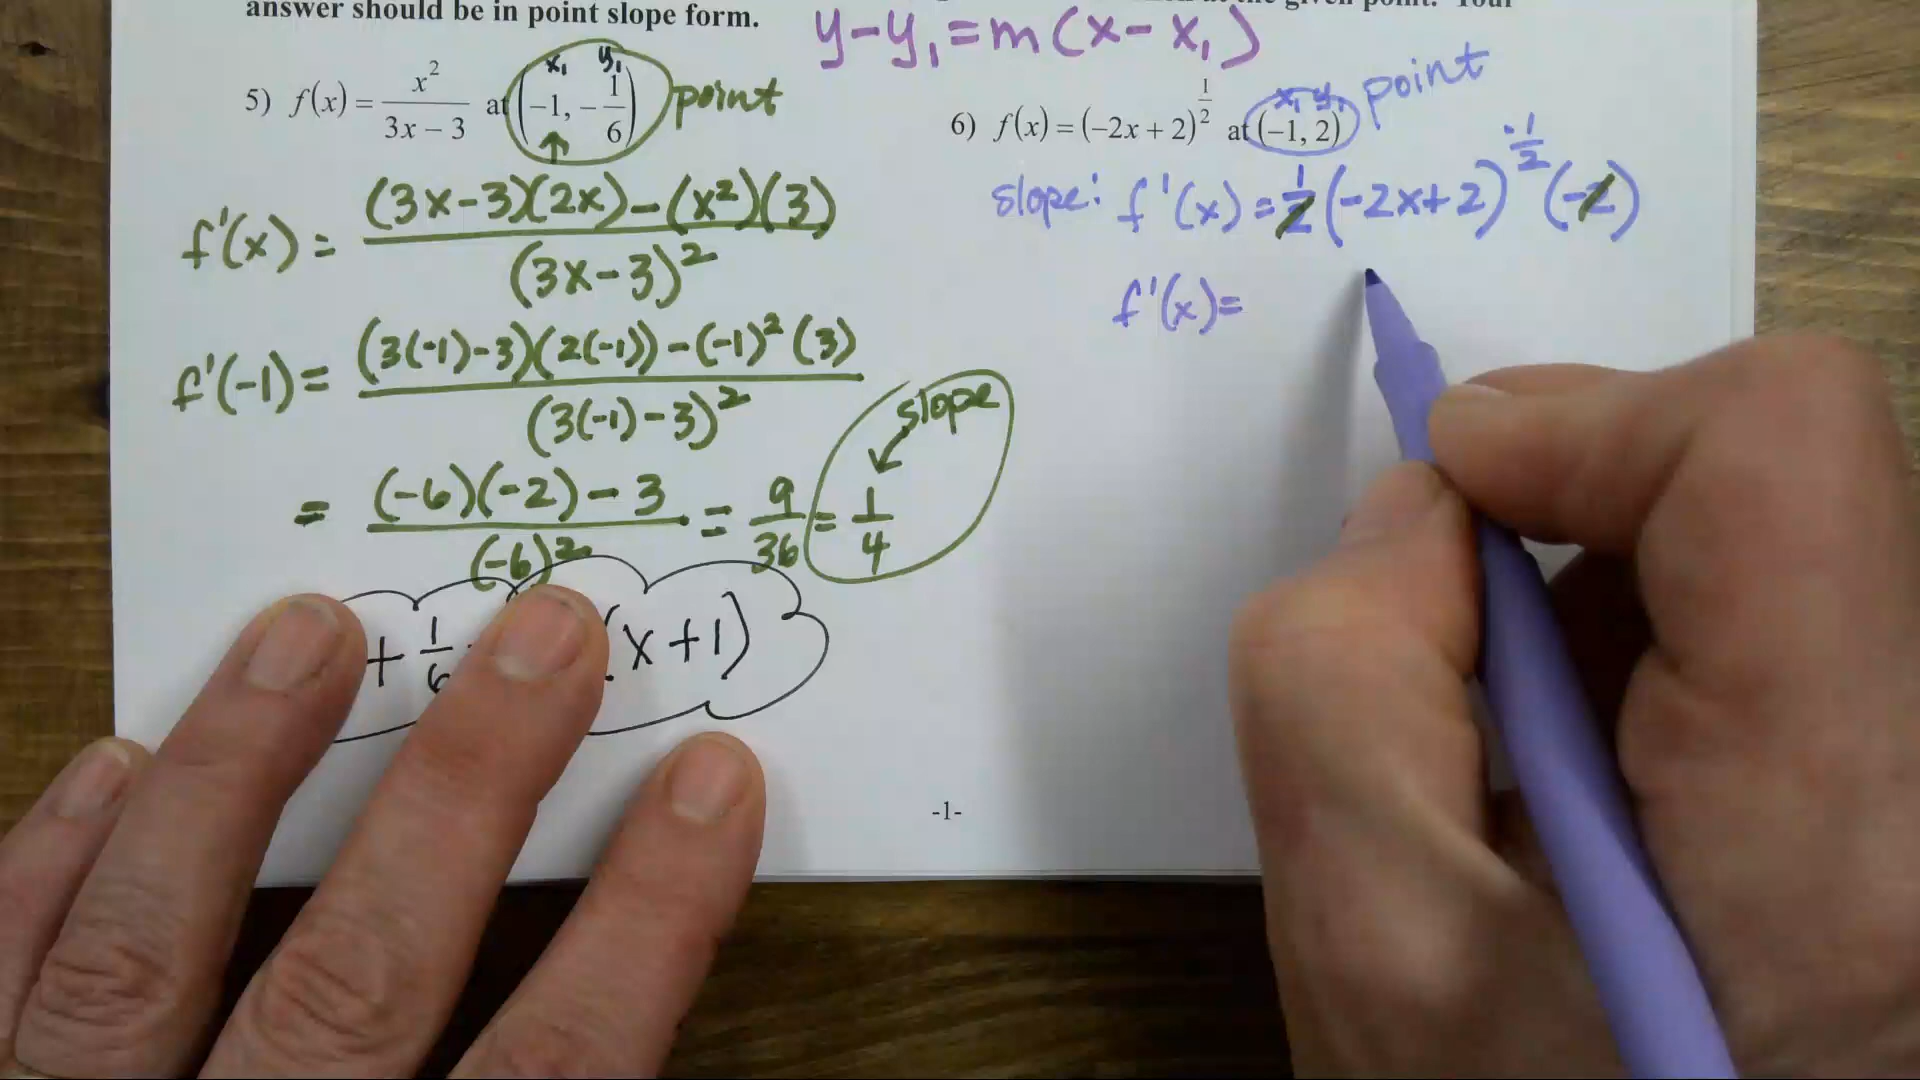 answer should be in point slope form.
y-y₁=m(x-x₁)
5) f(x) = x²/(3x − 3) at (−1, −1/6)
x₁ y₁
point
f'(x) = ((3x-3)(2x)-(x²)(3))/(3x-3)²
f'(-1) = ((3(-1)-3)(2(-1))-(-1)²(3))/(3(-1)-3)²
slope
= ((-6)(-2)-3)/(-6)² = 9/36 = 1/4
+ 1/6 (x+1)
6) f(x) = (−2x + 2)^(1/2) at (−1, 2)
x₁ y₁
point
slope: f'(x) = 1/2(-2x+2)^(-1/2)(-2)
f'(x)=
-1-